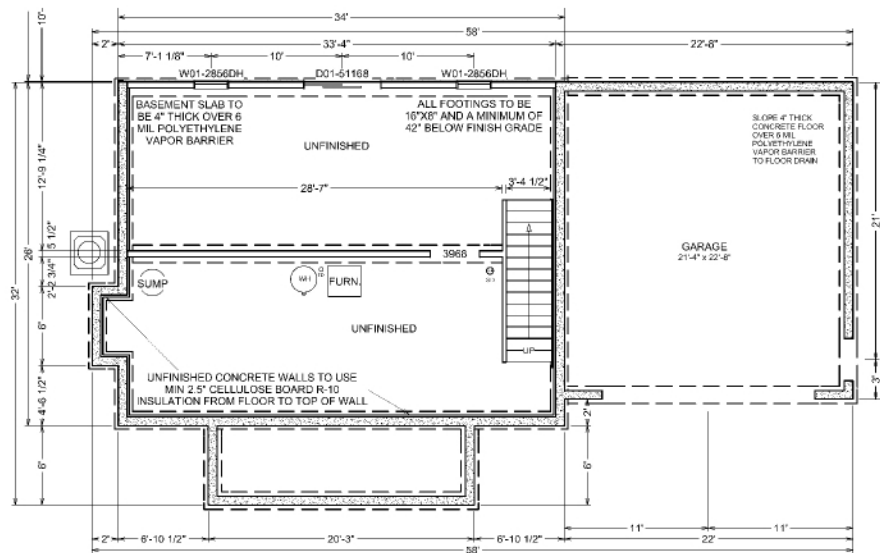 34'
58'
10'-
2'
33'-4"
22'-8"
7'-1 1/8"
10'
10'
W01-2856DH
D01-51168
W01-2856DH
BASEMENT SLAB TO
BE 4" THICK OVER 6
MIL POLYETHYLENE
VAPOR BARRIER
ALL FOOTINGS TO BE
16"X8" AND A MINIMUM OF
42" BELOW FINISH GRADE
UNFINISHED
SLOPE 4" THICK
CONCRETE FLOOR
OVER 6 MIL
POLYETHYLENE
VAPOR BARRIER
TO FLOOR DRAIN
12'-9 1/4"
28'-7"
3'-4 1/2"
21'
5 1/2"
3968
GARAGE
21'-4" x 22'-8"
26'
32'
2'-2 3/4"
SUMP
WH
FURN.
6'
UNFINISHED
UP
3'
UNFINISHED CONCRETE WALLS TO USE
MIN 2.5" CELLULOSE BOARD R-10
INSULATION FROM FLOOR TO TOP OF WALL
4'-6 1/2"
2'
6'
6'
11'
11'
2'
6'-10 1/2"
20'-3"
6'-10 1/2"
22'
58'